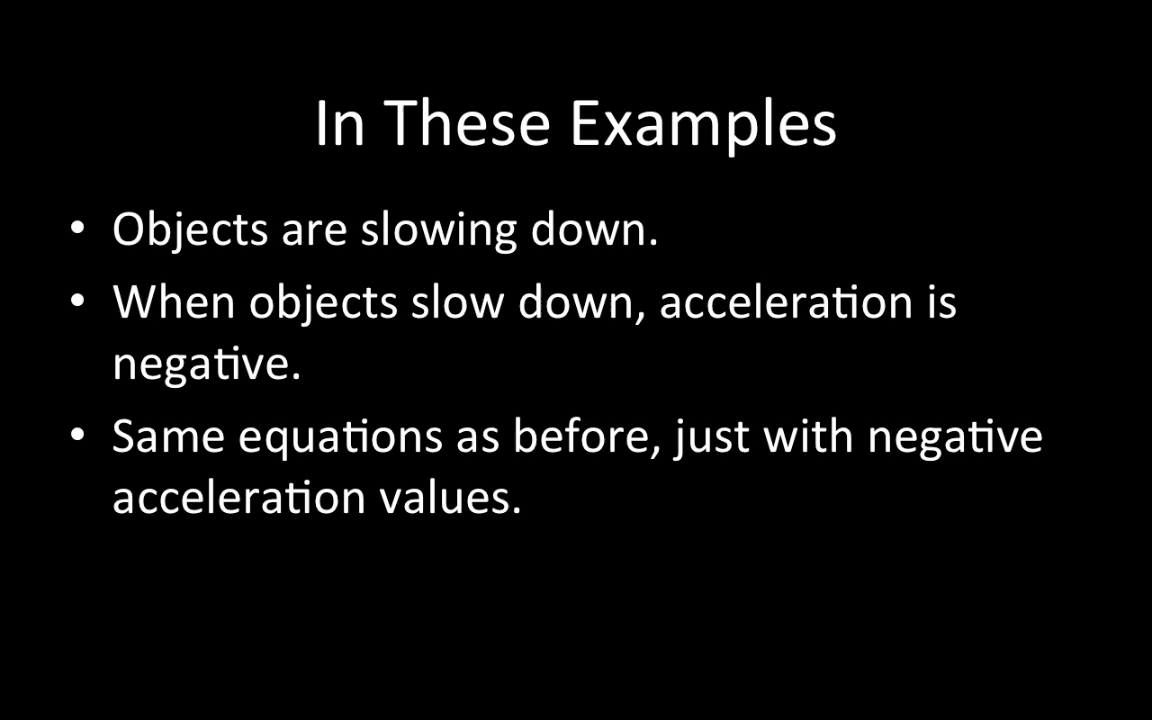 In These Examples
• Objects are slowing down.
• When objects slow down, acceleration is
negative.
• Same equations as before, just with negative
acceleration values.